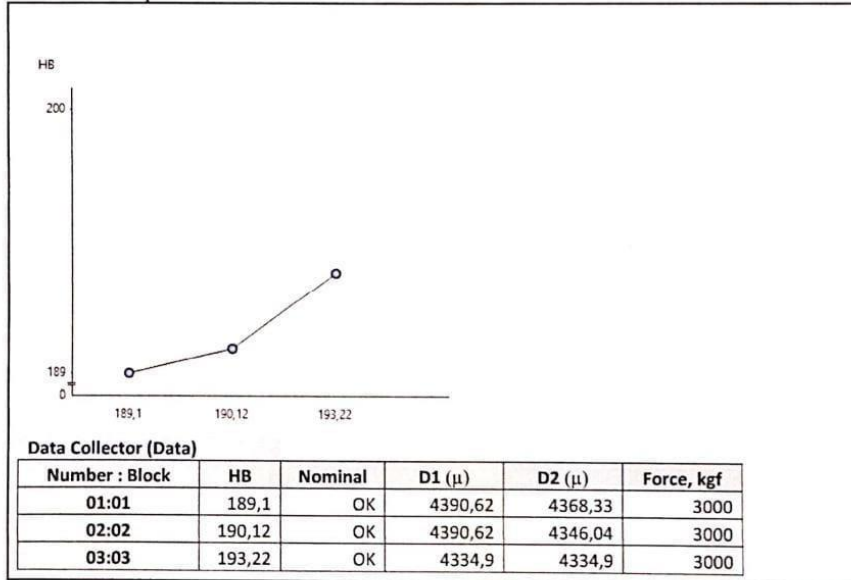 HB
200
189
0
189,1 190,12 193,22
Data Collector (Data)
Number : Block HB Nominal D1 (µ) D2 (µ) Force, kgf
01:01 189,1 OK 4390,62 4368,33 3000
02:02 190,12 OK 4390,62 4346,04 3000
03:03 193,22 OK 4334,9 4334,9 3000